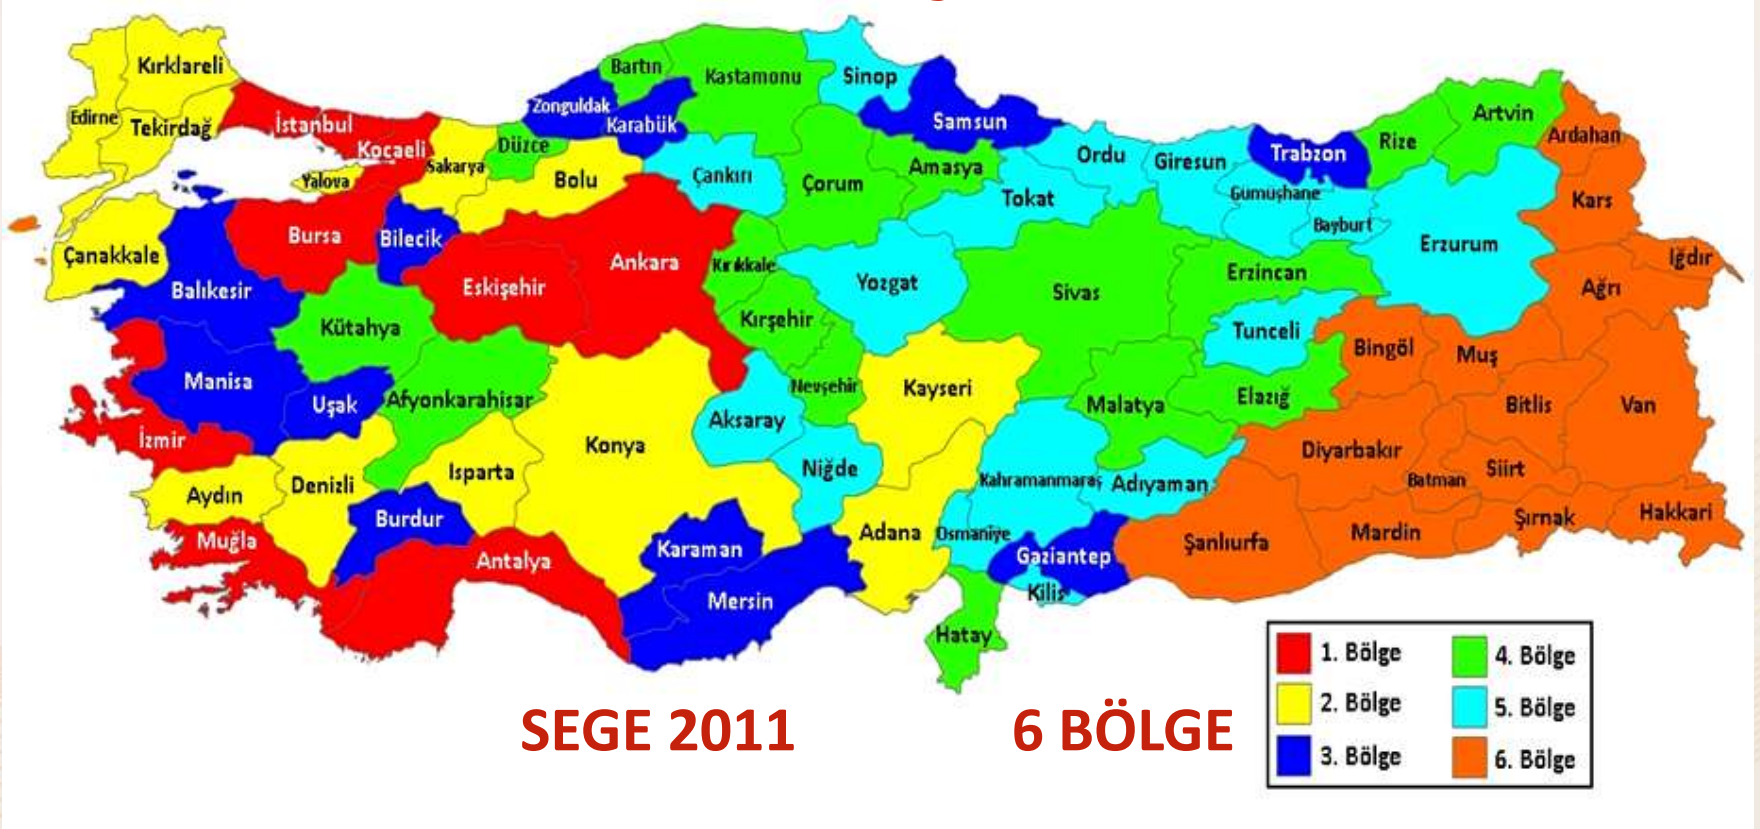 Kırklareli
Bartın
Kastamonu
Sinop
Edirne
Tekirdağ
İstanbul
Kocaeli
Sakarya
Düzce
Zonguldak
Karabük
Samsun
Artvin
Rize
Ardahan
Yalova
Bolu
Çankırı
Çorum
Amasya
Ordu
Giresun
Trabzon
Tokat
Gümüşhane
Bayburt
Kars
Çanakkale
Bursa
Bilecik
Ankara
Kırıkkale
Yozgat
Sivas
Erzincan
Erzurum
Iğdır
Balıkesir
Eskişehir
Ağrı
Kütahya
Kırşehir
Tunceli
Bingöl
Muş
Manisa
Uşak
Afyonkarahisar
Nevşehir
Kayseri
Malatya
Elazığ
Bitlis
Van
İzmir
Konya
Aksaray
Diyarbakır
Aydın
Denizli
Isparta
Niğde
Kahramanmaraş
Adıyaman
Batman
Siirt
Muğla
Burdur
Antalya
Karaman
Adana
Osmaniye
Gaziantep
Şanlıurfa
Mardin
Şırnak
Hakkari
Mersin
Kilis
Hatay
1. Bölge
2. Bölge
3. Bölge
4. Bölge
5. Bölge
6. Bölge
SEGE 2011
6 BÖLGE